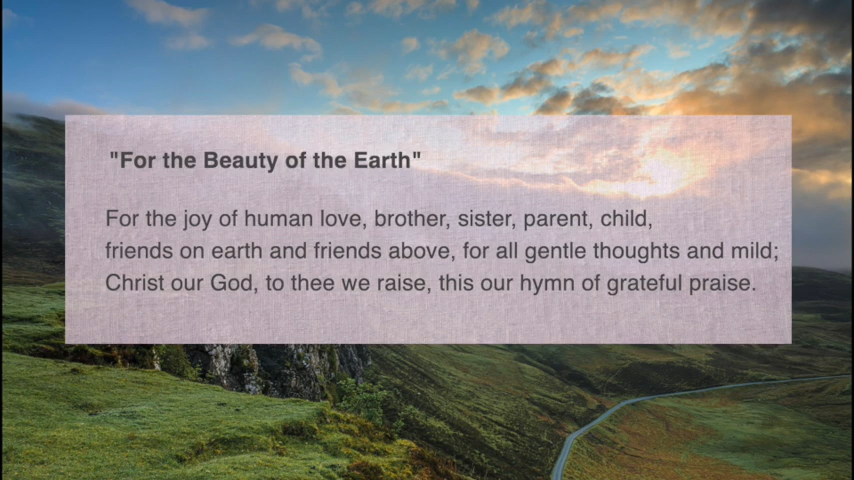 "For the Beauty of the Earth"
For the joy of human love, brother, sister, parent, child,
friends on earth and friends above, for all gentle thoughts and mild;
Christ our God, to thee we raise, this our hymn of grateful praise.